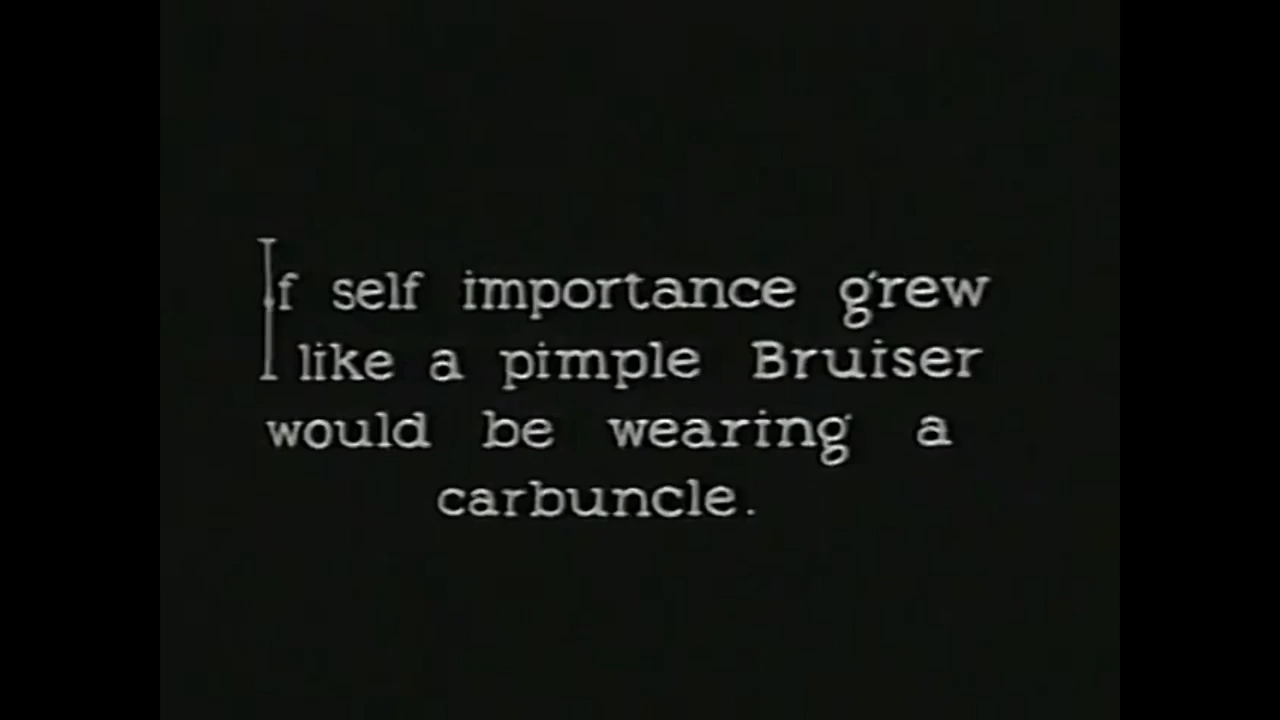 If self importance grew
like a pimple Bruiser
would be wearing a
carbuncle.